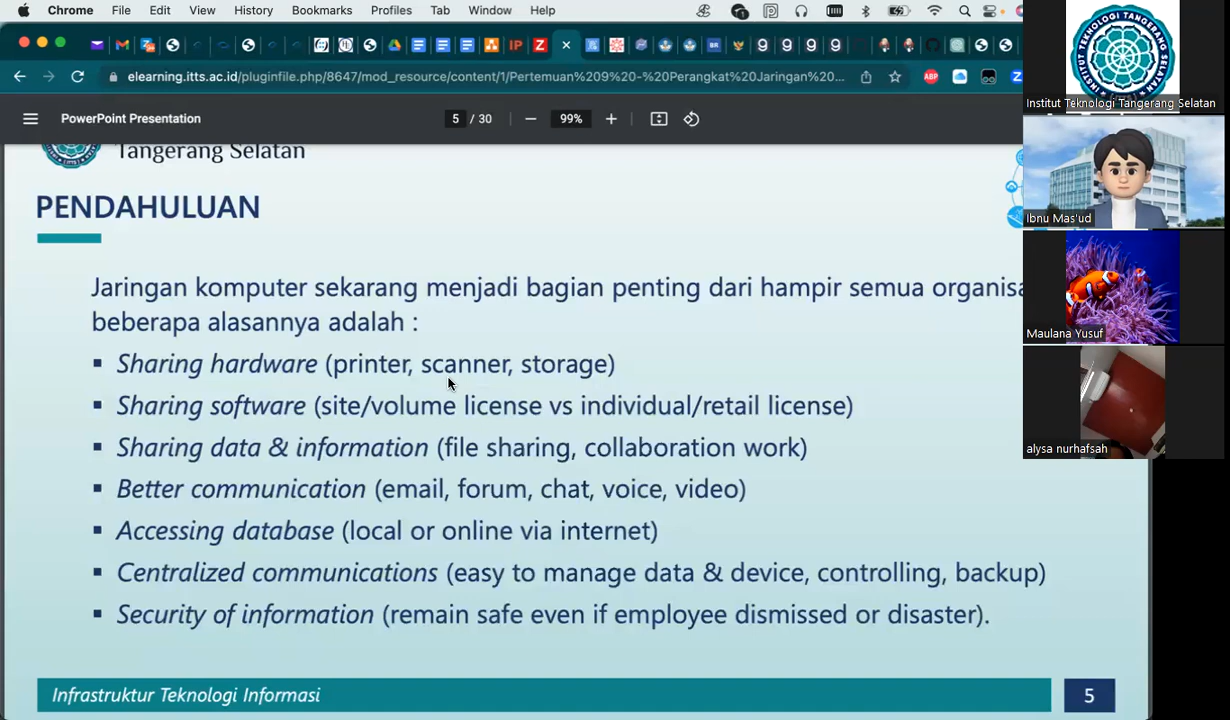 Chrome File Edit View History Bookmarks Profiles Tab Window Help
elearning.itts.ac.id/pluginfile.php/8647/mod_resource/content/1/Pertemuan%209%20-%20Perangkat%20Jaringan%20...
PowerPoint Presentation 5 / 30 99%
Tangerang Selatan
PENDAHULUAN
Jaringan komputer sekarang menjadi bagian penting dari hampir semua organisa
beberapa alasannya adalah :
▪ Sharing hardware (printer, scanner, storage)
▪ Sharing software (site/volume license vs individual/retail license)
▪ Sharing data & information (file sharing, collaboration work)
▪ Better communication (email, forum, chat, voice, video)
▪ Accessing database (local or online via internet)
▪ Centralized communications (easy to manage data & device, controlling, backup)
▪ Security of information (remain safe even if employee dismissed or disaster).
Infrastruktur Teknologi Informasi 5
INSTITUT TEKNOLOGI TANGERANG SELATAN
Institut Teknologi Tangerang Selatan
Ibnu Mas'ud
Maulana Yusuf
alysa nurhafsah